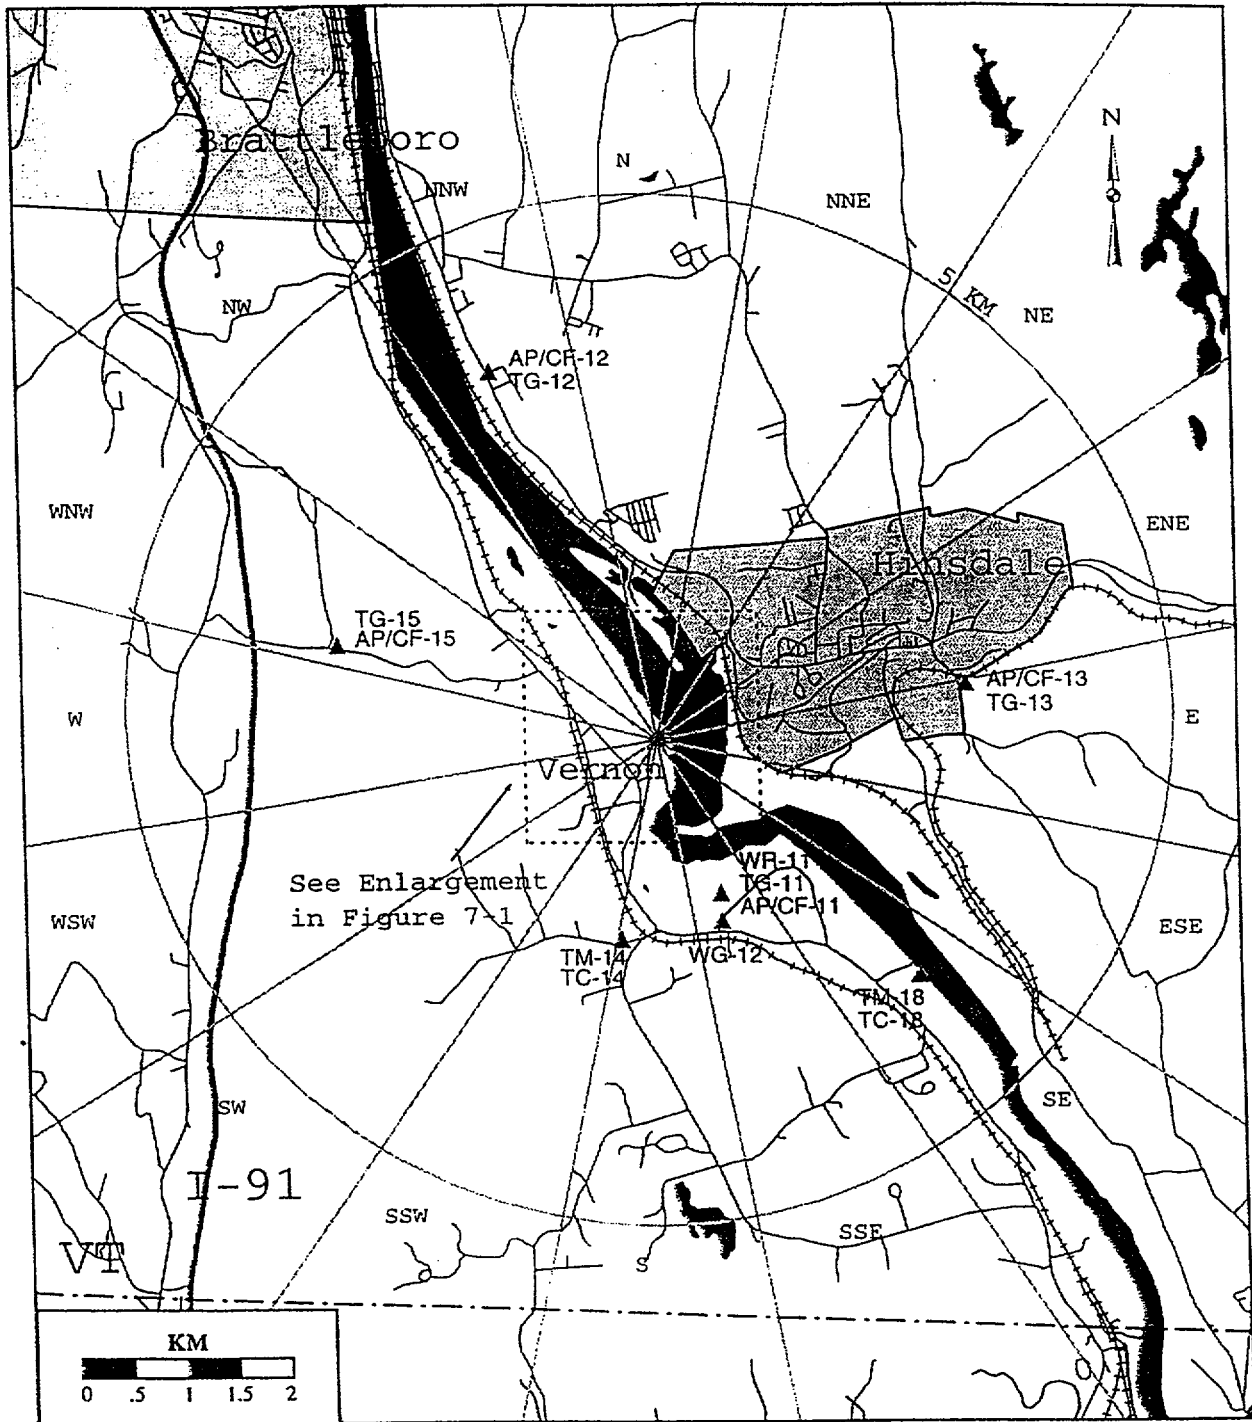 Brattleboro
N
N
NNW
NNE
NW
5 KM
NE
AP/CF-12
TG-12
WNW
ENE
Hinsdale
TG-15
AP/CF-15
AP/CF-13
TG-13
W
E
Vernon
See Enlargement
in Figure 7-1
WR-11
TG-11
AP/CF-11
WSW
ESE
TM-14
TC-14
WG-12
TM-18
TC-18
SE
SW
I-91
SSW
SSE
VT
S
KM
0 .5 1 1.5 2